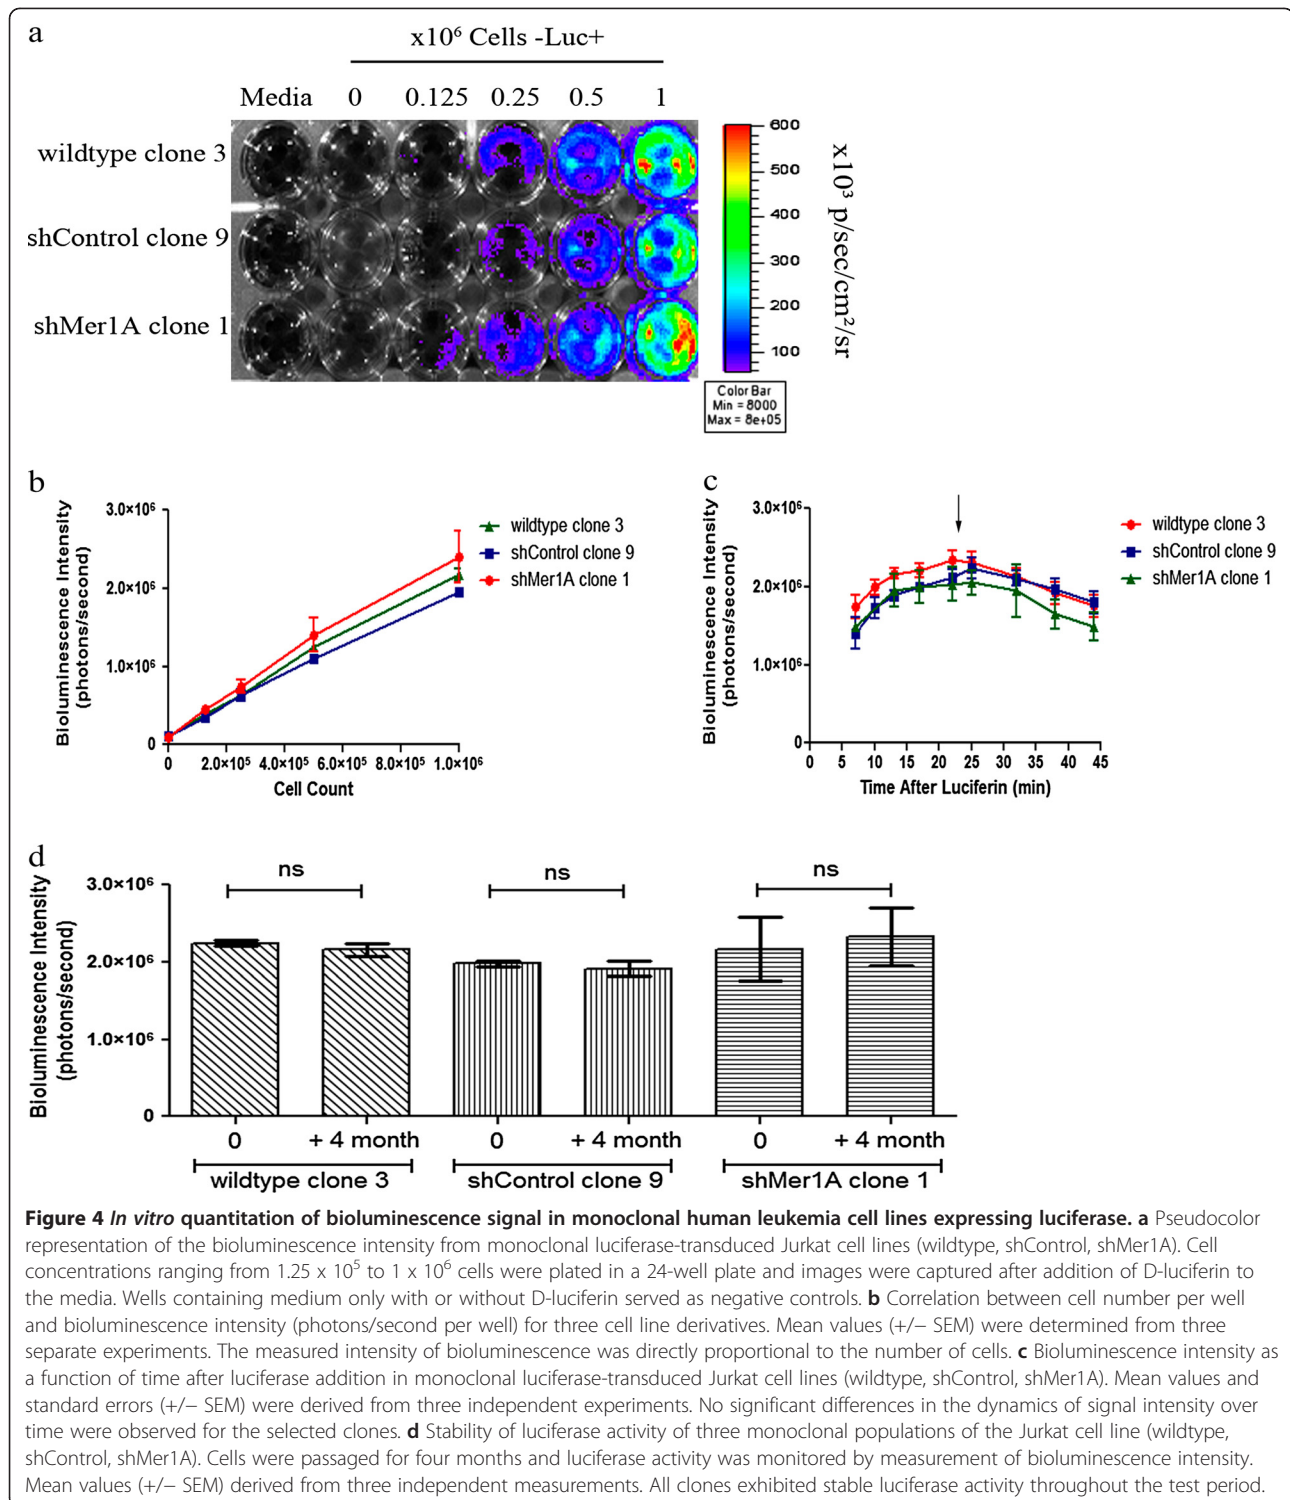 a
x10⁶ Cells -Luc+
Media 0 0.125 0.25 0.5 1
wildtype clone 3
shControl clone 9
shMer1A clone 1
600
500
400
300
200
100
x10³ p/sec/cm²/sr
Color Bar
Min = 8000
Max = 8e+05
b
Bioluminescence Intensity
(photons/second)
3.0×10⁶
2.0×10⁶
1.0×10⁶
0
0 2.0×10⁵ 4.0×10⁵ 6.0×10⁵ 8.0×10⁵ 1.0×10⁶
Cell Count
wildtype clone 3
shControl clone 9
shMer1A clone 1
c
Bioluminescence Intensity
(photons/second)
3.0×10⁶
2.0×10⁶
1.0×10⁶
0
0 5 10 15 20 25 30 35 40 45
Time After Luciferin (min)
wildtype clone 3
shControl clone 9
shMer1A clone 1
d
Bioluminescence Intensity
(photons/second)
3.0×10⁶
2.0×10⁶
1.0×10⁶
0
ns ns ns
0 + 4 month 0 + 4 month 0 + 4 month
wildtype clone 3 shControl clone 9 shMer1A clone 1
Figure 4 In vitro quantitation of bioluminescence signal in monoclonal human leukemia cell lines expressing luciferase. a Pseudocolor
representation of the bioluminescence intensity from monoclonal luciferase-transduced Jurkat cell lines (wildtype, shControl, shMer1A). Cell
concentrations ranging from 1.25 x 10⁵ to 1 x 10⁶ cells were plated in a 24-well plate and images were captured after addition of D-luciferin to
the media. Wells containing medium only with or without D-luciferin served as negative controls. b Correlation between cell number per well
and bioluminescence intensity (photons/second per well) for three cell line derivatives. Mean values (+/− SEM) were determined from three
separate experiments. The measured intensity of bioluminescence was directly proportional to the number of cells. c Bioluminescence intensity as
a function of time after luciferase addition in monoclonal luciferase-transduced Jurkat cell lines (wildtype, shControl, shMer1A). Mean values and
standard errors (+/− SEM) were derived from three independent experiments. No significant differences in the dynamics of signal intensity over
time were observed for the selected clones. d Stability of luciferase activity of three monoclonal populations of the Jurkat cell line (wildtype,
shControl, shMer1A). Cells were passaged for four months and luciferase activity was monitored by measurement of bioluminescence intensity.
Mean values (+/− SEM) derived from three independent measurements. All clones exhibited stable luciferase activity throughout the test period.